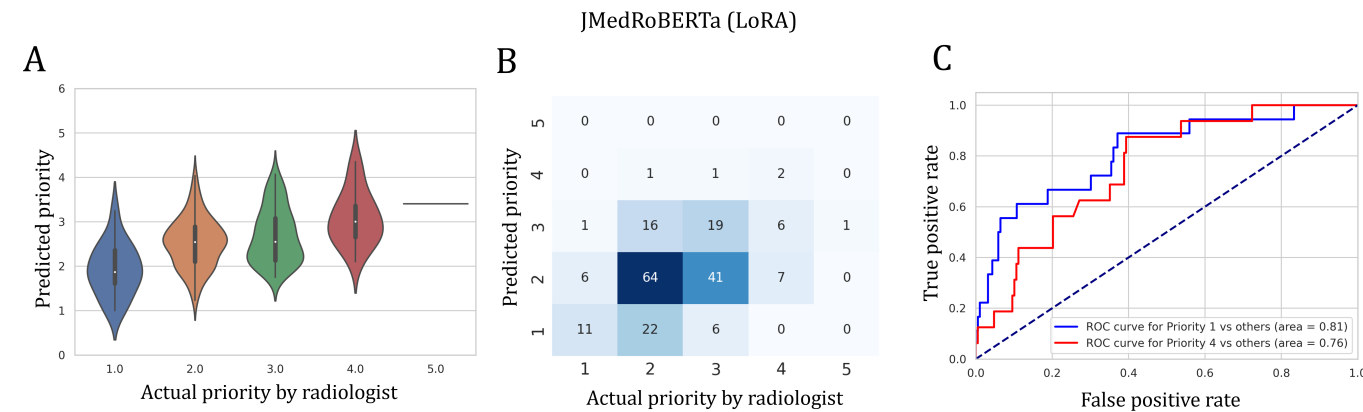 JMedRoBERTa (LoRA)
A
Predicted priority
6
5
4
3
2
1
0
1.0 2.0 3.0 4.0 5.0
Actual priority by radiologist
B
Predicted priority
5 0 0 0 0 0
4 0 1 1 2 0
3 1 16 19 6 1
2 6 64 41 7 0
1 11 22 6 0 0
1 2 3 4 5
Actual priority by radiologist
C
True positive rate
1.0
0.8
0.6
0.4
0.2
0.0
ROC curve for Priority 1 vs others (area = 0.81)
ROC curve for Priority 4 vs others (area = 0.76)
0.0 0.2 0.4 0.6 0.8 1.0
False positive rate